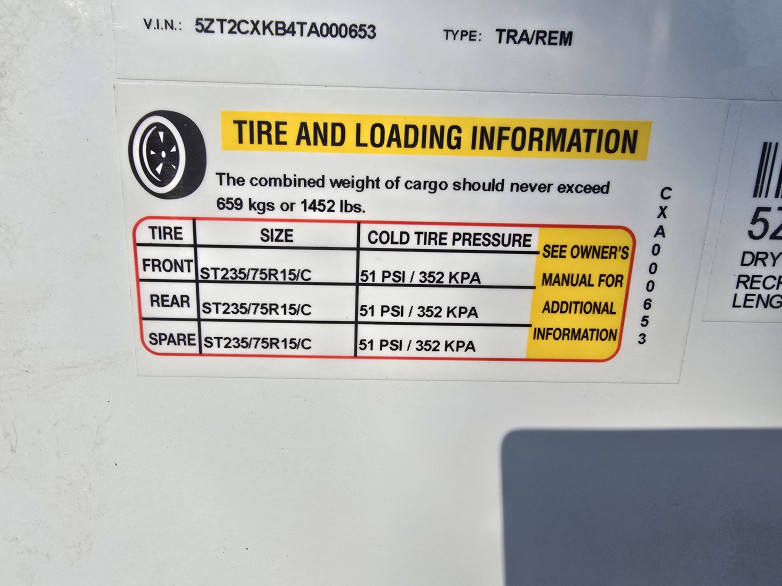 V.I.N.: 5ZT2CXKB4TA000653 TYPE: TRA/REM
TIRE AND LOADING INFORMATION
The combined weight of cargo should never exceed
659 kgs or 1452 lbs.
TIRE SIZE COLD TIRE PRESSURE
FRONT ST235/75R15/C 51 PSI / 352 KPA
REAR ST235/75R15/C 51 PSI / 352 KPA
SPARE ST235/75R15/C 51 PSI / 352 KPA
SEE OWNER'S
MANUAL FOR
ADDITIONAL
INFORMATION
CXA000653
DRY
LENG